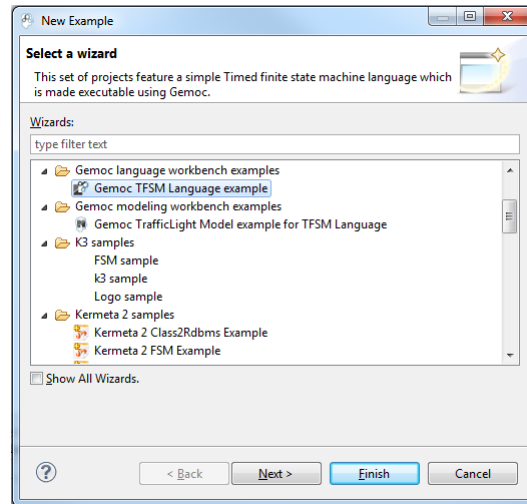 New Example
Select a wizard
This set of projects feature a simple Timed finite state machine language which
is made executable using Gemoc.
Wizards:
type filter text
Gemoc language workbench examples
Gemoc TFSM Language example
Gemoc modeling workbench examples
Gemoc TrafficLight Model example for TFSM Language
K3 samples
FSM sample
k3 sample
Logo sample
Kermeta 2 samples
Kermeta 2 Class2Rdbms Example
Kermeta 2 FSM Example
Show All Wizards.
? < Back Next > Finish Cancel